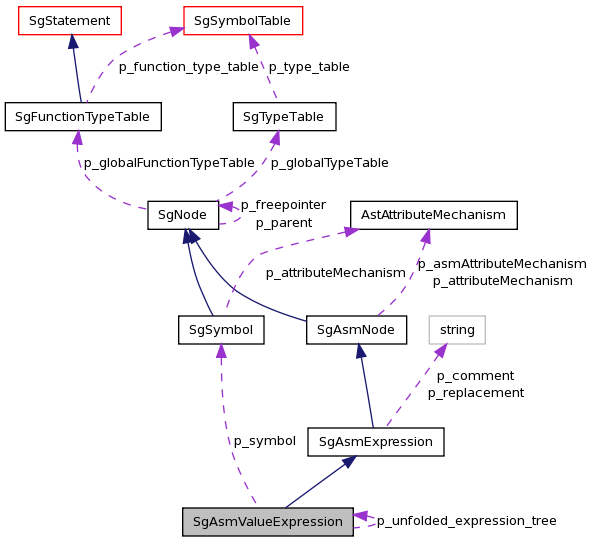 SgStatement
SgSymbolTable
p_function_type_table
p_type_table
SgFunctionTypeTable
SgTypeTable
p_globalFunctionTypeTable
p_globalTypeTable
SgNode
p_freepointer
p_parent
AstAttributeMechanism
p_attributeMechanism
p_asmAttributeMechanism
p_attributeMechanism
SgSymbol
SgAsmNode
string
p_comment
p_replacement
p_symbol
SgAsmExpression
SgAsmValueExpression
p_unfolded_expression_tree